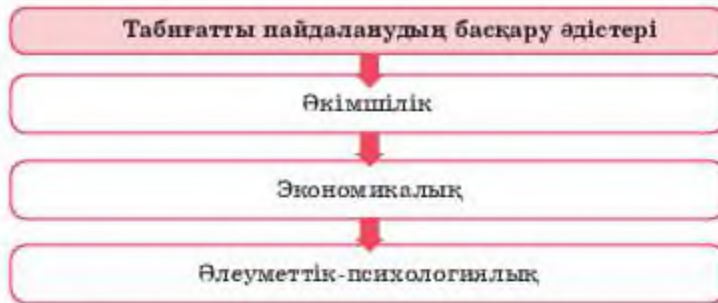 Табиғатты пайдаланудың басқару әдістері
Әкімшілік
Экономикалық
Әлеуметтік-психологиялық